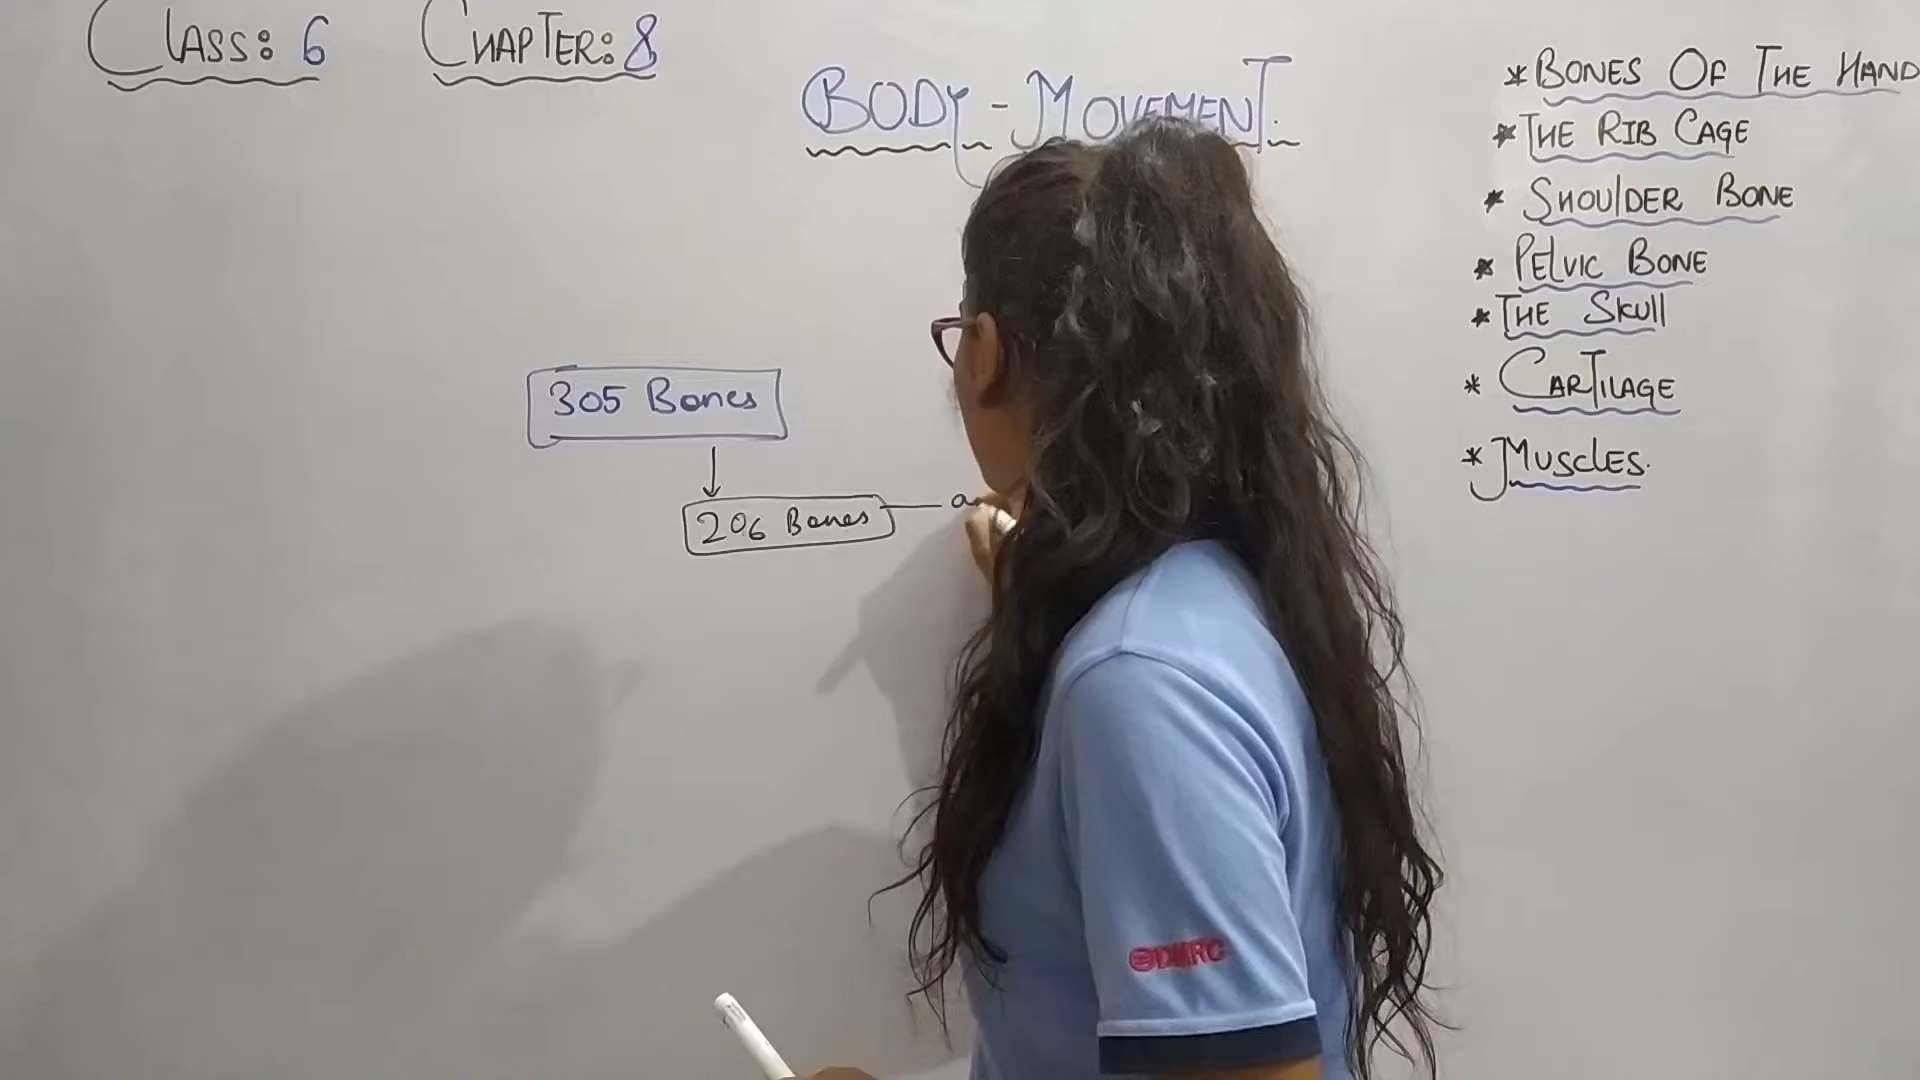 CLASS: 6 CHAPTER: 8
BODY - MOVEMENT.
* BONES OF THE HAND
* THE RIB CAGE
* SHOULDER BONE
* PELVIC BONE
* THE SKULL
* CARTILAGE
* MUSCLES.
305 Bones
206 Bones
DMRC